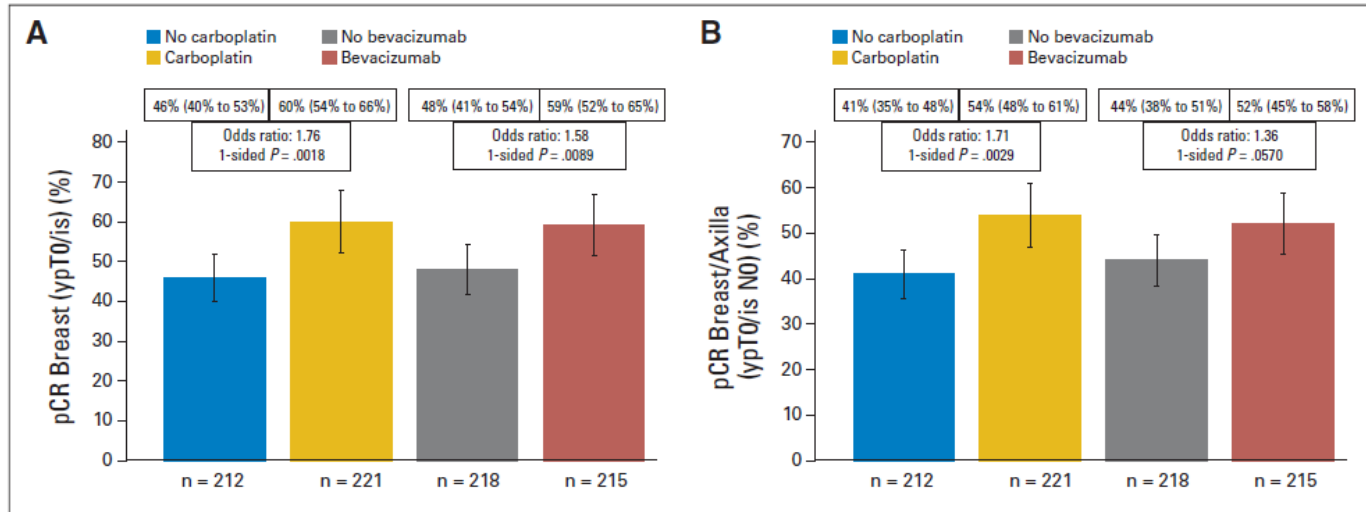 A
No carboplatin
No bevacizumab
Carboplatin
Bevacizumab
46% (40% to 53%)
60% (54% to 66%)
48% (41% to 54%)
59% (52% to 65%)
Odds ratio: 1.76
1-sided P = .0018
Odds ratio: 1.58
1-sided P = .0089
pCR Breast (ypT0/is) (%)
80
70
60
50
40
30
20
10
0
n = 212
n = 221
n = 218
n = 215
B
No carboplatin
No bevacizumab
Carboplatin
Bevacizumab
41% (35% to 48%)
54% (48% to 61%)
44% (38% to 51%)
52% (45% to 58%)
Odds ratio: 1.71
1-sided P = .0029
Odds ratio: 1.36
1-sided P = .0570
pCR Breast/Axilla
(ypT0/is N0) (%)
70
60
50
40
30
20
10
0
n = 212
n = 221
n = 218
n = 215